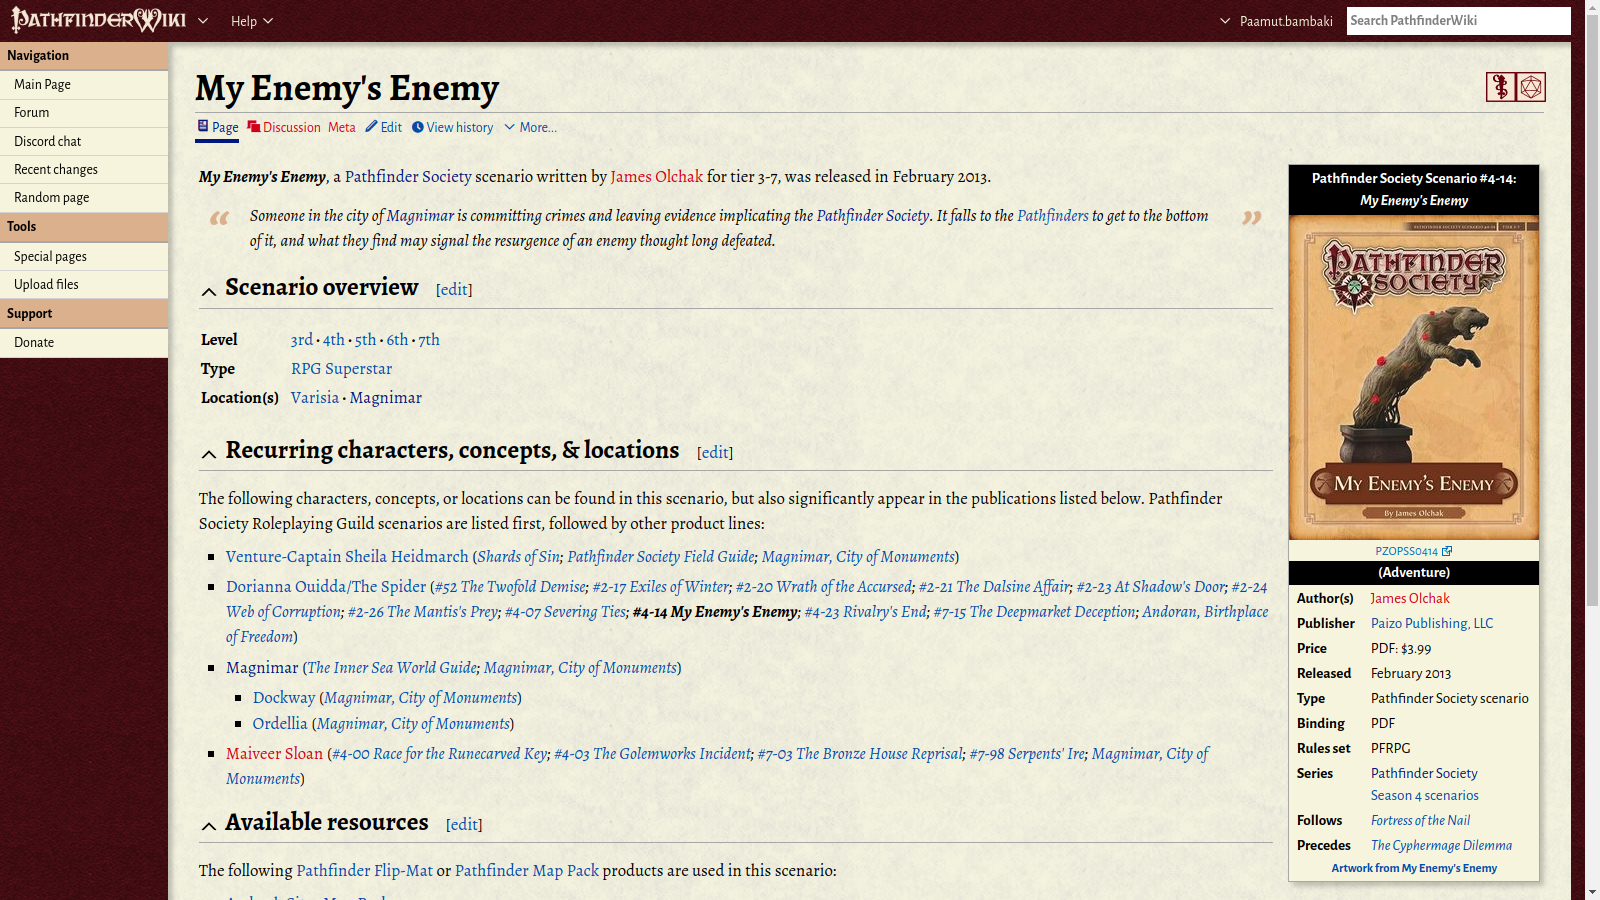 PathfinderWiki
Help
Paamut.bambaki
Search PathfinderWiki
Navigation
Main Page
Forum
Discord chat
Recent changes
Random page
Tools
Special pages
Upload files
Support
Donate
My Enemy's Enemy
Page Discussion Meta Edit View history More...
My Enemy's Enemy, a Pathfinder Society scenario written by James Olchak for tier 3-7, was released in February 2013.
“ Someone in the city of Magnimar is committing crimes and leaving evidence implicating the Pathfinder Society. It falls to the Pathfinders to get to the bottom ”
of it, and what they find may signal the resurgence of an enemy thought long defeated.
Scenario overview [edit]
Level 3rd • 4th • 5th • 6th • 7th
Type RPG Superstar
Location(s) Varisia • Magnimar
Recurring characters, concepts, & locations [edit]
The following characters, concepts, or locations can be found in this scenario, but also significantly appear in the publications listed below. Pathfinder
Society Roleplaying Guild scenarios are listed first, followed by other product lines:
Venture-Captain Sheila Heidmarch (Shards of Sin; Pathfinder Society Field Guide; Magnimar, City of Monuments)
Dorianna Ouidda/The Spider (#52 The Twofold Demise; #2-17 Exiles of Winter; #2-20 Wrath of the Accursed; #2-21 The Dalsine Affair; #2-23 At Shadow's Door; #2-24
Web of Corruption; #2-26 The Mantis's Prey; #4-07 Severing Ties; #4-14 My Enemy's Enemy; #4-23 Rivalry's End; #7-15 The Deepmarket Deception; Andoran, Birthplace
of Freedom)
Magnimar (The Inner Sea World Guide; Magnimar, City of Monuments)
Dockway (Magnimar, City of Monuments)
Ordellia (Magnimar, City of Monuments)
Maiveer Sloan (#4-00 Race for the Runecarved Key; #4-03 The Golemworks Incident; #7-03 The Bronze House Reprisal; #7-98 Serpents' Ire; Magnimar, City of
Monuments)
Available resources [edit]
The following Pathfinder Flip-Mat or Pathfinder Map Pack products are used in this scenario:
Pathfinder Society Scenario #4-14:
My Enemy's Enemy
PATHFINDER SOCIETY
My Enemy's Enemy
By James Olchak
PZOPSS0414
(Adventure)
Author(s) James Olchak
Publisher Paizo Publishing, LLC
Price PDF: $3.99
Released February 2013
Type Pathfinder Society scenario
Binding PDF
Rules set PFRPG
Series Pathfinder Society
Season 4 scenarios
Follows Fortress of the Nail
Precedes The Cyphermage Dilemma
Artwork from My Enemy's Enemy